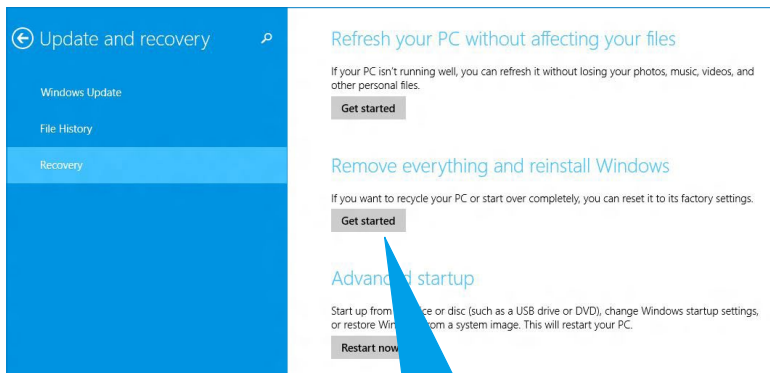 Update and recovery
Windows Update
File History
Recovery
Refresh your PC without affecting your files
If your PC isn't running well, you can refresh it without losing your photos, music, videos, and
other personal files.
Get started
Remove everything and reinstall Windows
If you want to recycle your PC or start over completely, you can reset it to its factory settings.
Get started
startup
Start up from or disc (such as a USB drive or DVD), change Windows startup settings,
or restore from a system image. This will restart your PC.
Restart now